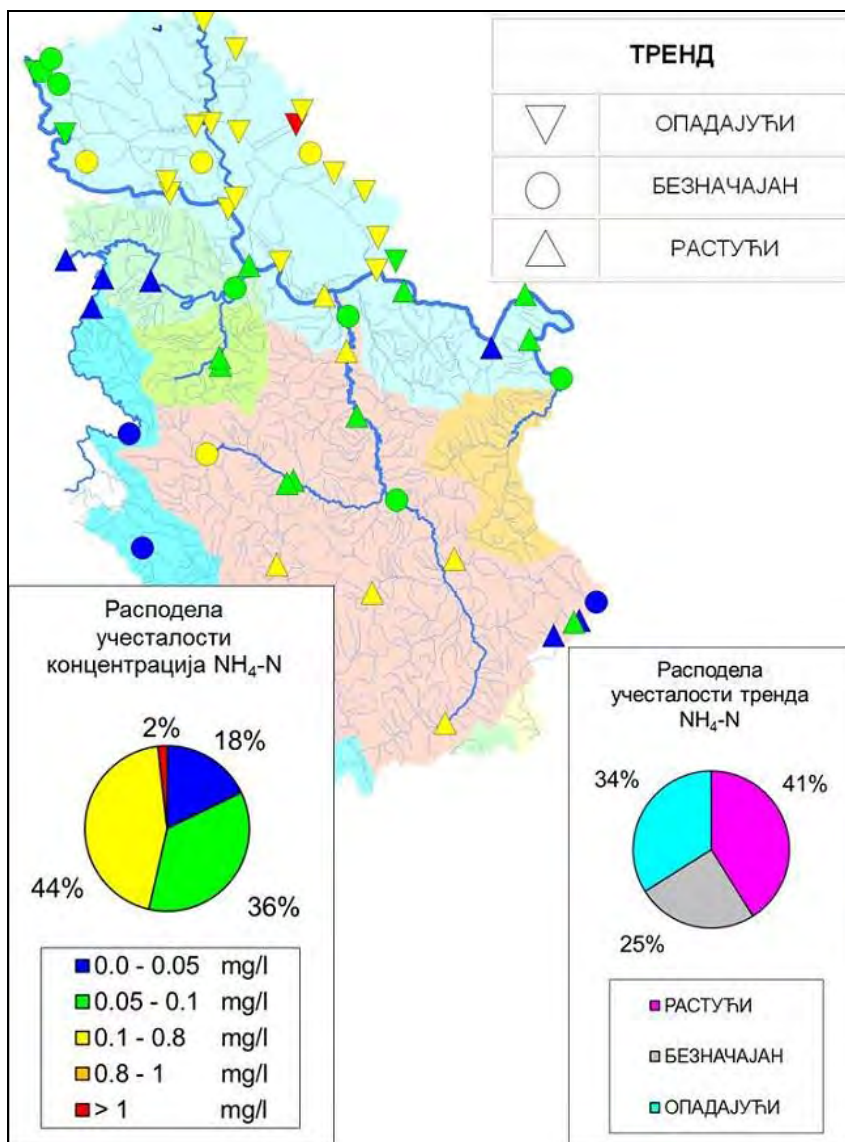 ТРЕНД
ОПАДАЈУЋИ
БЕЗНАЧАЈАН
РАСТУЋИ
Расподела
учесталости
концентрација NH₄-N
2%
18%
44%
36%
0.0 - 0.05 mg/l
0.05 - 0.1 mg/l
0.1 - 0.8 mg/l
0.8 - 1 mg/l
> 1 mg/l
Расподела
учесталости тренда
NH₄-N
34%
41%
25%
РАСТУЋИ
БЕЗНАЧАЈАН
ОПАДАЈУЋИ